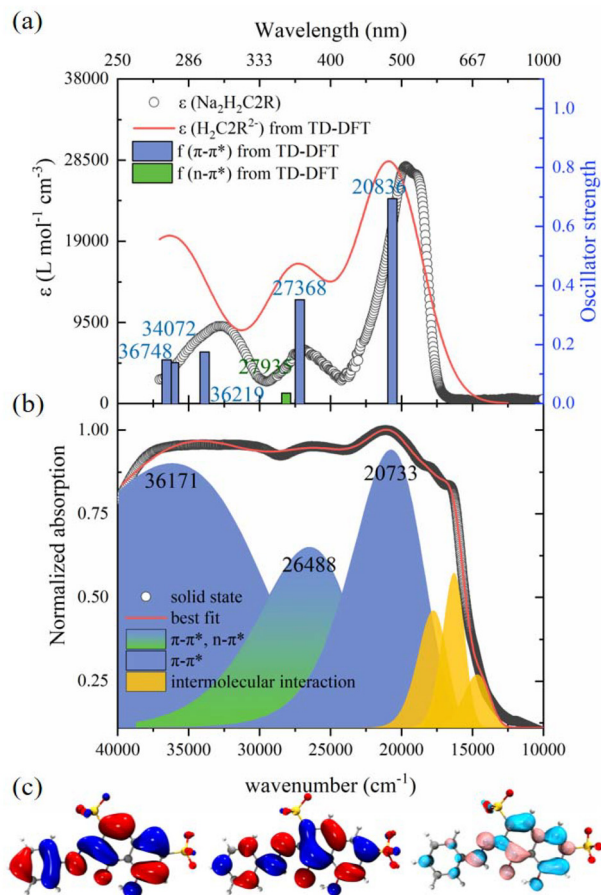 (a)
Wavelength (nm)
250 286 333 400 500 667 1000
38000
28500
19000
9500
0
ε (L mol⁻¹ cm⁻³)
ε (Na₂H₂C2R)
ε (H₂C2R²⁻) from TD-DFT
f (π-π*) from TD-DFT
f (n-π*) from TD-DFT
1.0
0.8
0.6
0.4
0.2
0.0
Oscillator strength
20836
27368
34072
36748
27935
36219
(b)
1.00
0.75
0.50
0.25
Normalized absorption
36171
26488
20733
solid state
best fit
π-π*, n-π*
π-π*
intermolecular interaction
40000 35000 30000 25000 20000 15000 10000
wavenumber (cm⁻¹)
(c)